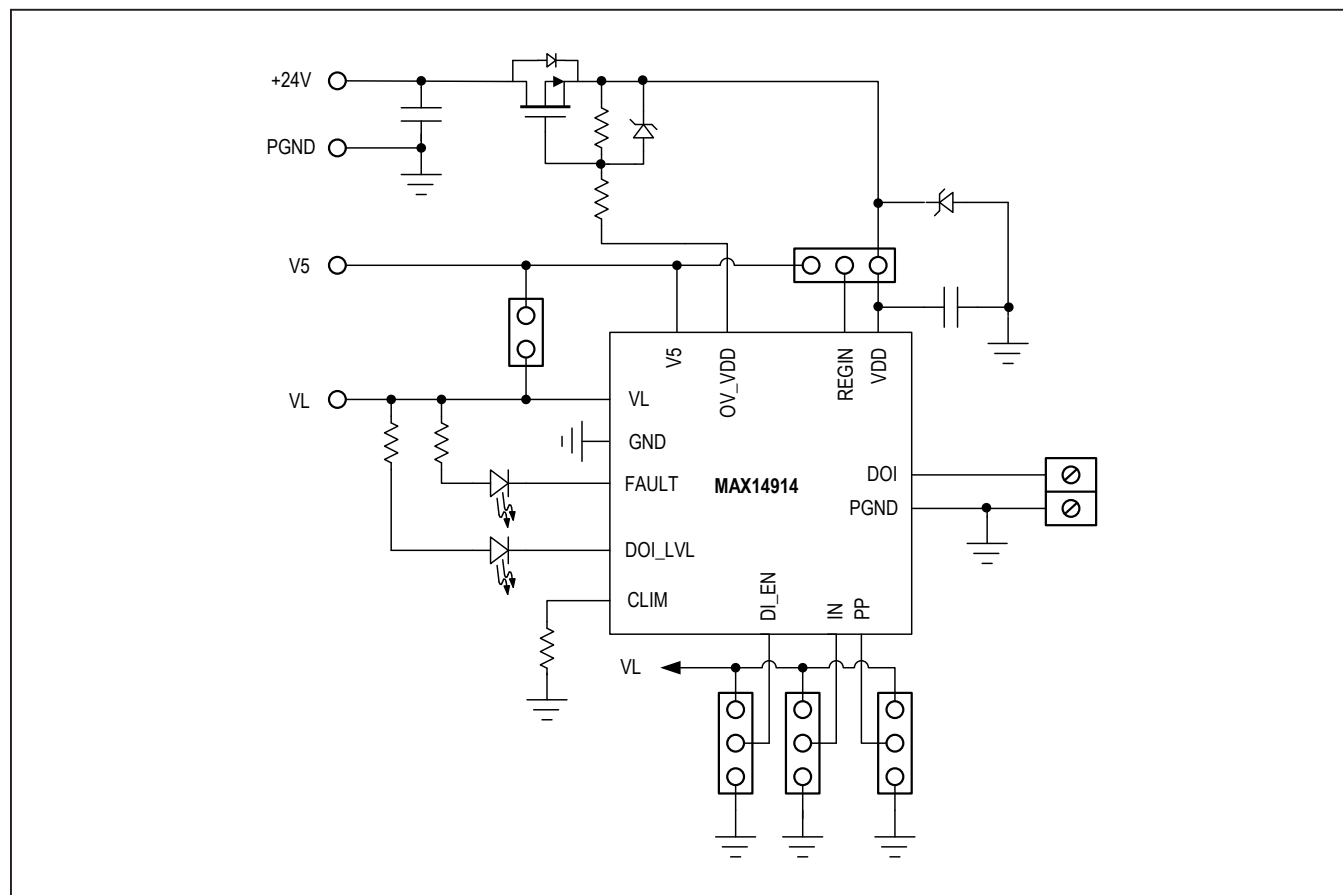 +24V
PGND
V5
VL
V5
OV_VDD
REGIN
VDD
VL
GND
FAULT
DOI_LVL
CLIM
MAX14914
DOI
PGND
DI_EN
IN
PP
VL